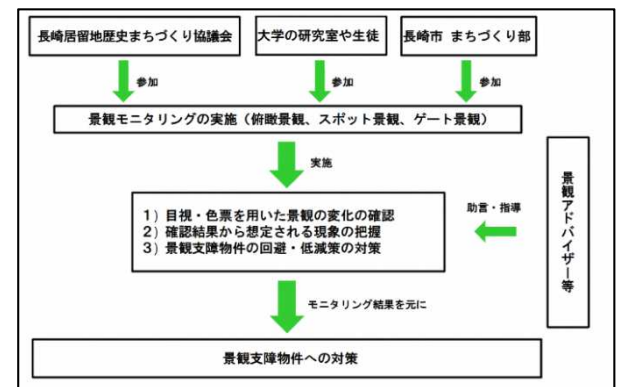 長崎居留地歴史まちづくり協議会
大学の研究室や生徒
長崎市 まちづくり部
参加
参加
参加
景観モニタリングの実施（俯瞰景観、スポット景観、ゲート景観）
実施
1）目視・色票を用いた景観の変化の確認
2）確認結果から想定される現象の把握
3）景観支障物件の回避・低減策の対策
助言・指導
景観アドバイザー等
モニタリング結果を元に
景観支障物件への対策